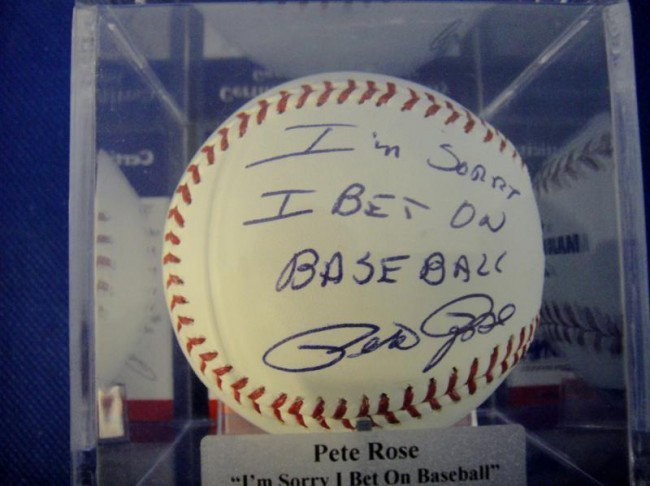 I'm SORRY
I BET ON
BASEBALL
Pete Rose
Pete Rose
"I'm Sorry I Bet On Baseball"